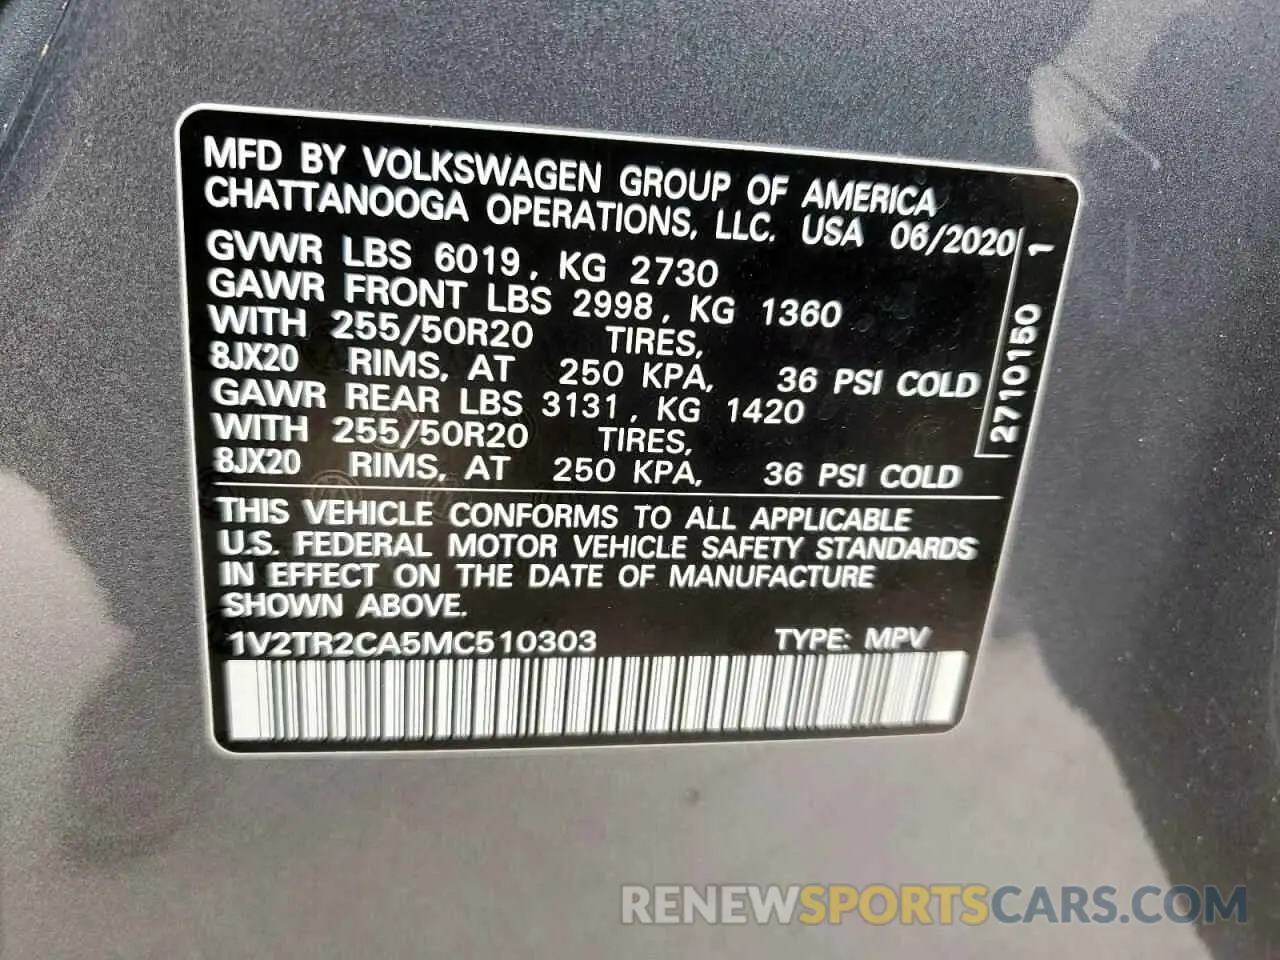 MFD BY VOLKSWAGEN GROUP OF AMERICA
CHATTANOOGA OPERATIONS, LLC. USA 06/2020
GVWR LBS 6019, KG 2730
GAWR FRONT LBS 2998, KG 1360
WITH 255/50R20 TIRES,
8JX20 RIMS, AT 250 KPA, 36 PSI COLD
GAWR REAR LBS 3131, KG 1420
WITH 255/50R20 TIRES,
8JX20 RIMS, AT 250 KPA, 36 PSI COLD
2710150 1
THIS VEHICLE CONFORMS TO ALL APPLICABLE
U.S. FEDERAL MOTOR VEHICLE SAFETY STANDARDS
IN EFFECT ON THE DATE OF MANUFACTURE
SHOWN ABOVE.
1V2TR2CA5MC510303 TYPE: MPV
RENEWSPORTSCARS.COM